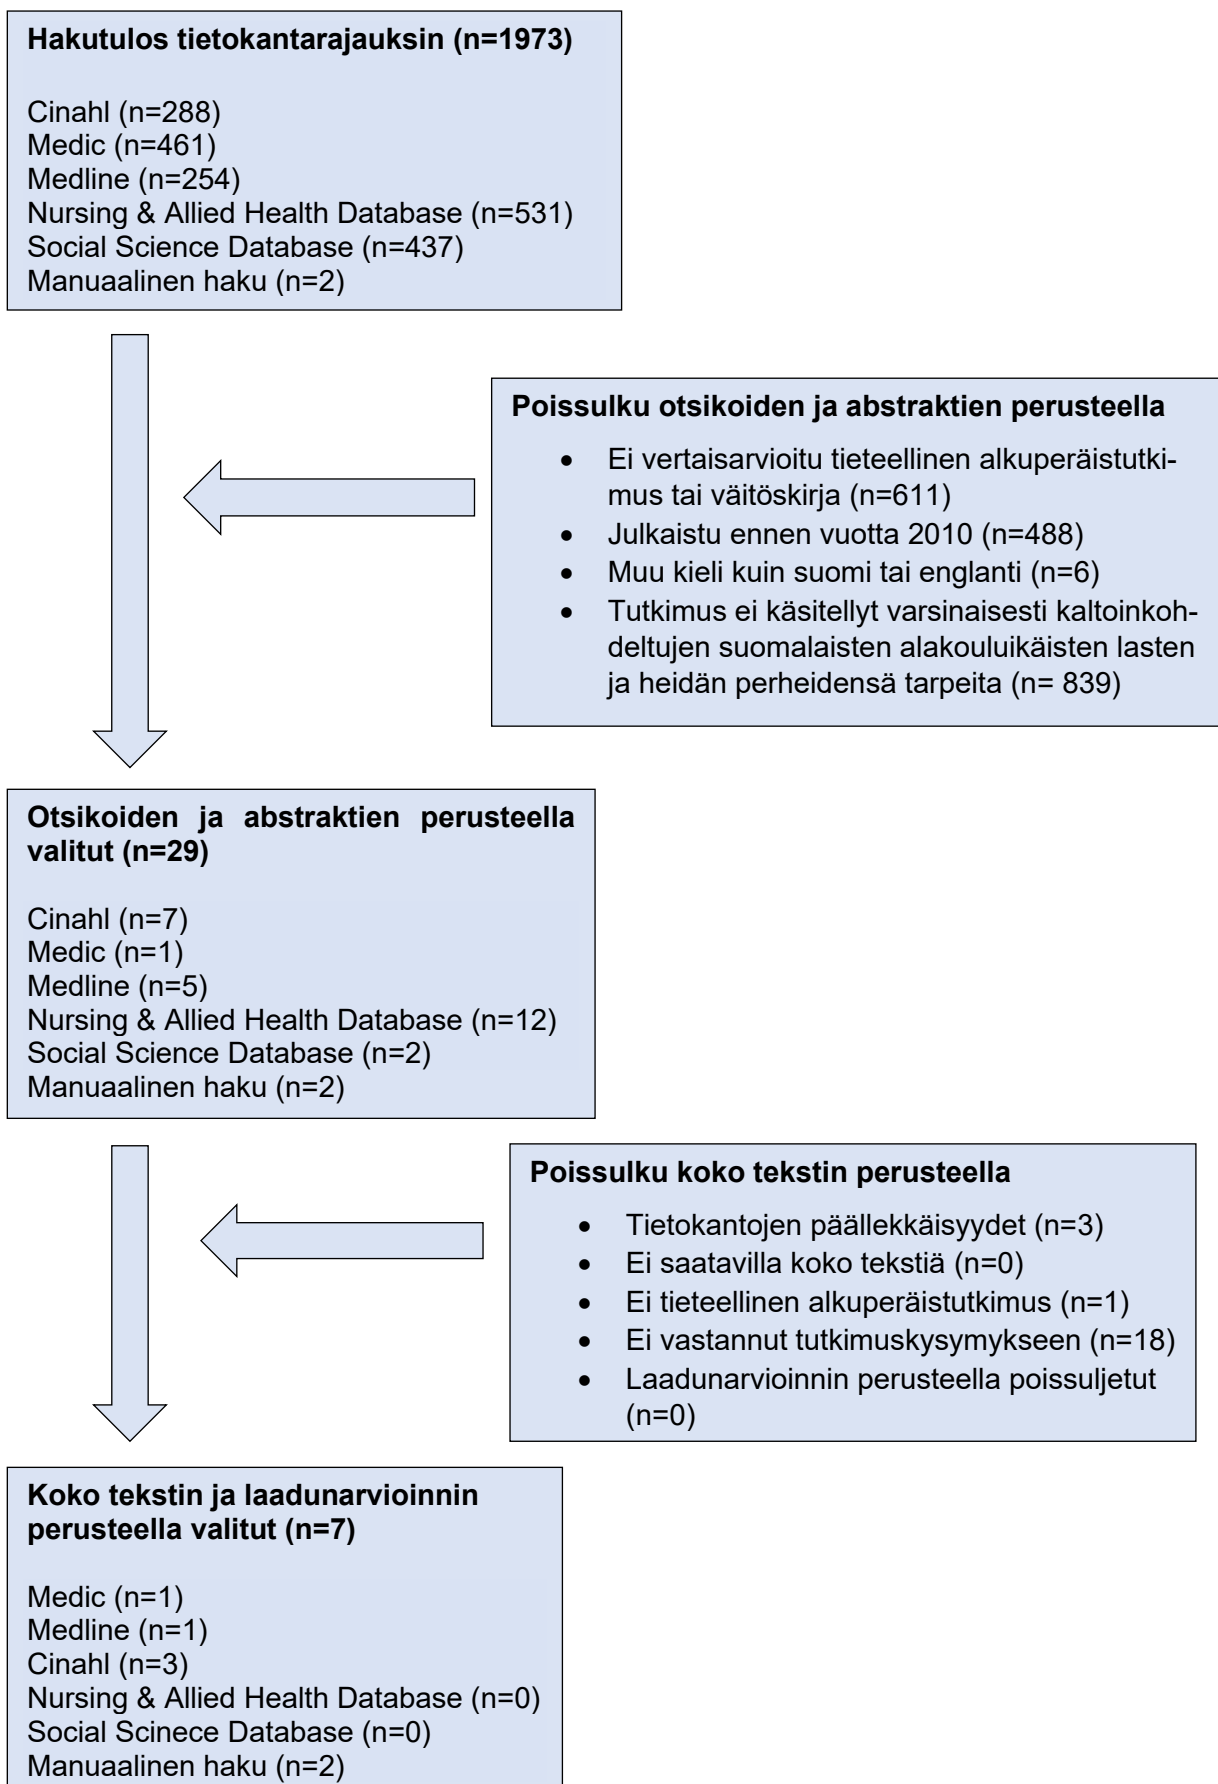 Hakutulos tietokantarajauksin (n=1973)
Cinahl (n=288)
Medic (n=461)
Medline (n=254)
Nursing & Allied Health Database (n=531)
Social Science Database (n=437)
Manuaalinen haku (n=2)
Poissulku otsikoiden ja abstraktien perusteella
• Ei vertaisarvioitu tieteellinen alkuperäistutki-
mus tai väitöskirja (n=611)
• Julkaistu ennen vuotta 2010 (n=488)
• Muu kieli kuin suomi tai englanti (n=6)
• Tutkimus ei käsitellyt varsinaisesti kaltoinkoh-
deltujen suomalaisten alakouluikäisten lasten
ja heidän perheidensä tarpeita (n= 839)
Otsikoiden ja abstraktien perusteella
valitut (n=29)
Cinahl (n=7)
Medic (n=1)
Medline (n=5)
Nursing & Allied Health Database (n=12)
Social Science Database (n=2)
Manuaalinen haku (n=2)
Poissulku koko tekstin perusteella
• Tietokantojen päällekkäisyydet (n=3)
• Ei saatavilla koko tekstiä (n=0)
• Ei tieteellinen alkuperäistutkimus (n=1)
• Ei vastannut tutkimuskysymykseen (n=18)
• Laadunarvioinnin perusteella poissuljetut
(n=0)
Koko tekstin ja laadunarvioinnin
perusteella valitut (n=7)
Medic (n=1)
Medline (n=1)
Cinahl (n=3)
Nursing & Allied Health Database (n=0)
Social Scinece Database (n=0)
Manuaalinen haku (n=2)